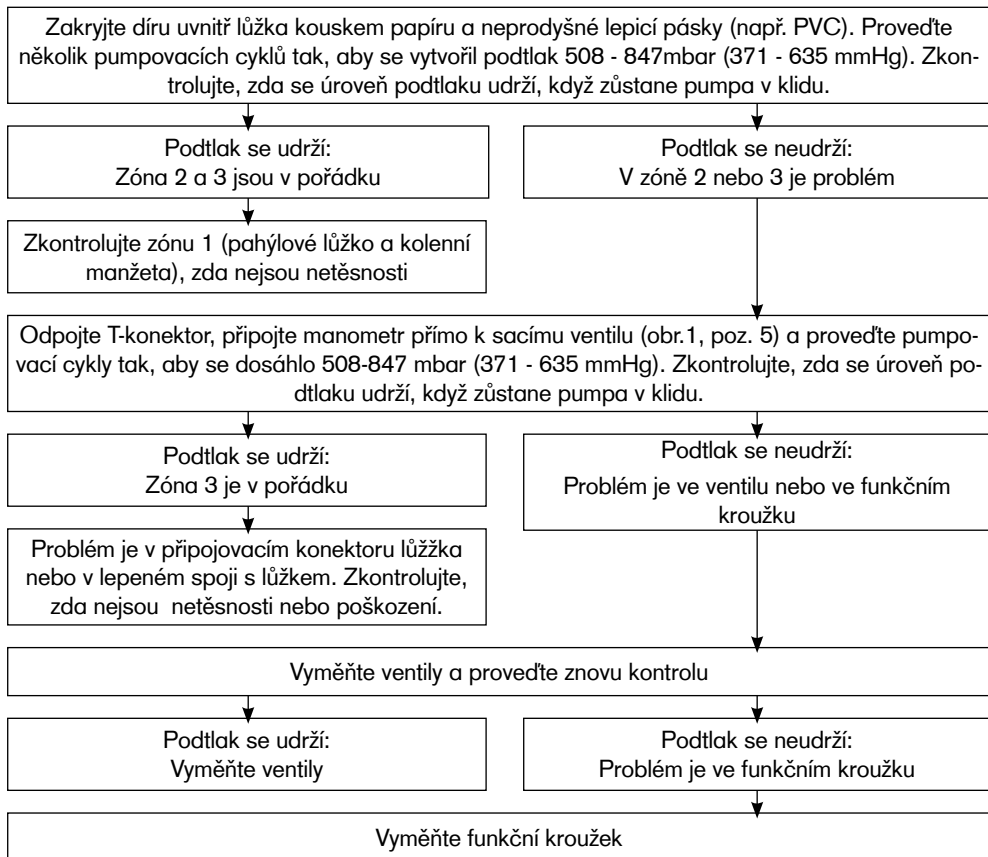 Zakryjte díru uvnitř lůžka kouskem papíru a neprodyšné lepicí pásky (např. PVC). Proveďte
několik pumpovacích cyklů tak, aby se vytvořil podtlak 508 - 847mbar (371 - 635 mmHg). Zkon-
trolujte, zda se úroveň podtlaku udrží, když zůstane pumpa v klidu.
Podtlak se udrží:
Zóna 2 a 3 jsou v pořádku
Podtlak se neudrží:
V zóně 2 nebo 3 je problém
Zkontrolujte zónu 1 (pahýlové lůžko a kolenní
manžeta), zda nejsou netěsnosti
Odpojte T-konektor, připojte manometr přímo k sacímu ventilu (obr.1, poz. 5) a proveďte pumpo-
vací cykly tak, aby se dosáhlo 508-847 mbar (371 - 635 mmHg). Zkontrolujte, zda se úroveň po-
dtlaku udrží, když zůstane pumpa v klidu.
Podtlak se udrží:
Zóna 3 je v pořádku
Podtlak se neudrží:
Problém je ve ventilu nebo ve funkčním
kroužku
Problém je v připojovacím konektoru lůžžka
nebo v lepeném spoji s lůžkem. Zkontrolujte,
zda nejsou netěsnosti nebo poškození.
Vyměňte ventily a proveďte znovu kontrolu
Podtlak se udrží:
Vyměňte ventily
Podtlak se neudrží:
Problém je ve funkčním kroužku
Vyměňte funkční kroužek